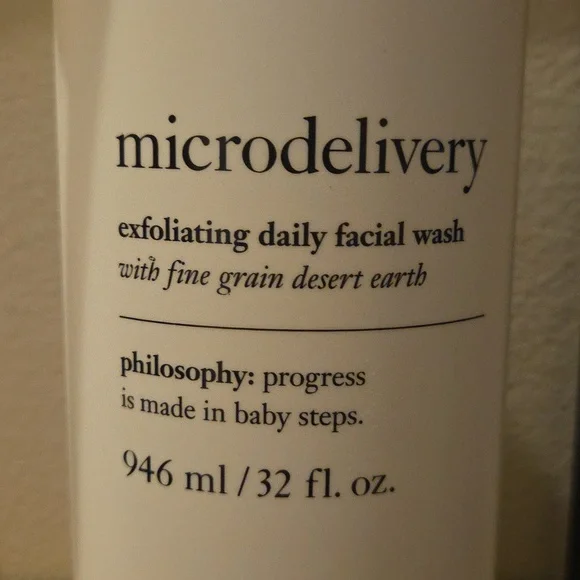 microdelivery
exfoliating daily facial wash
with fine grain desert earth
philosophy: progress
is made in baby steps.
946 ml / 32 fl. oz.